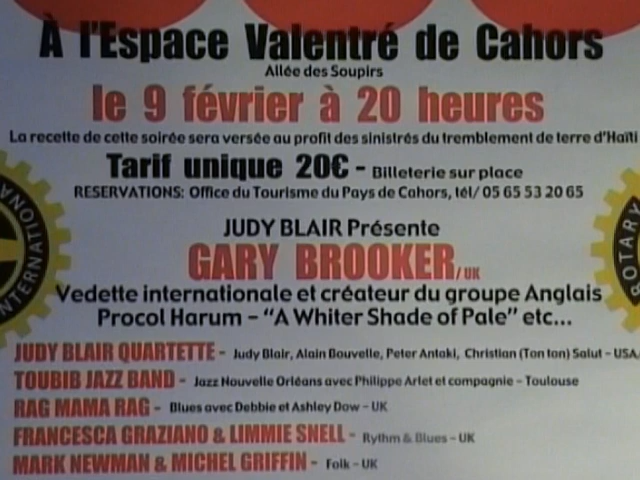 À l'Espace Valentré de Cahors
Allée des Soupirs
le 9 février à 20 heures
La recette de cette soirée sera versée au profit des sinistrés du tremblement de terre d'Haïti
Tarif unique 20€ - Billeterie sur place
RESERVATIONS: Office du Tourisme du Pays de Cahors, tél/ 05 65 53 20 65
INTERNATIONAL
ROTARY
JUDY BLAIR Présente
GARY BROOKER/UK
Vedette internationale et créateur du groupe Anglais
Procol Harum - "A Whiter Shade of Pale" etc...
JUDY BLAIR QUARTETTE - Judy Blair, Alain Bouvelle, Peter Antaki, Christian (Ton ton) Salut - USA/
TOUBIB JAZZ BAND - Jazz Nouvelle Orléans avec Philippe Arlet et compagnie - Toulouse
RAG MAMA RAG - Blues avec Debbie et Ashley Dow - UK
FRANCESCA GRAZIANO & LIMMIE SNELL - Rythm & Blues - UK
MARK NEWMAN & MICHEL GRIFFIN - Folk - UK